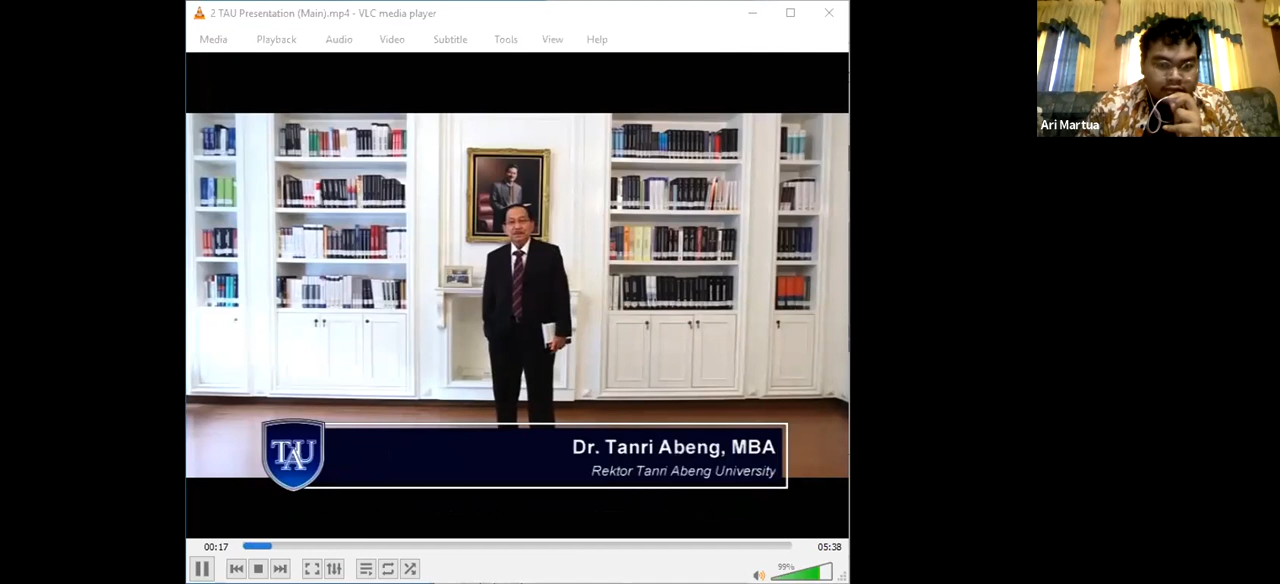 2 TAU Presentation (Main).mp4 - VLC media player
Media Playback Audio Video Subtitle Tools View Help
Ari Martua
TAU
Dr. Tanri Abeng, MBA
Rektor Tanri Abeng University
00:17
05:38
99%